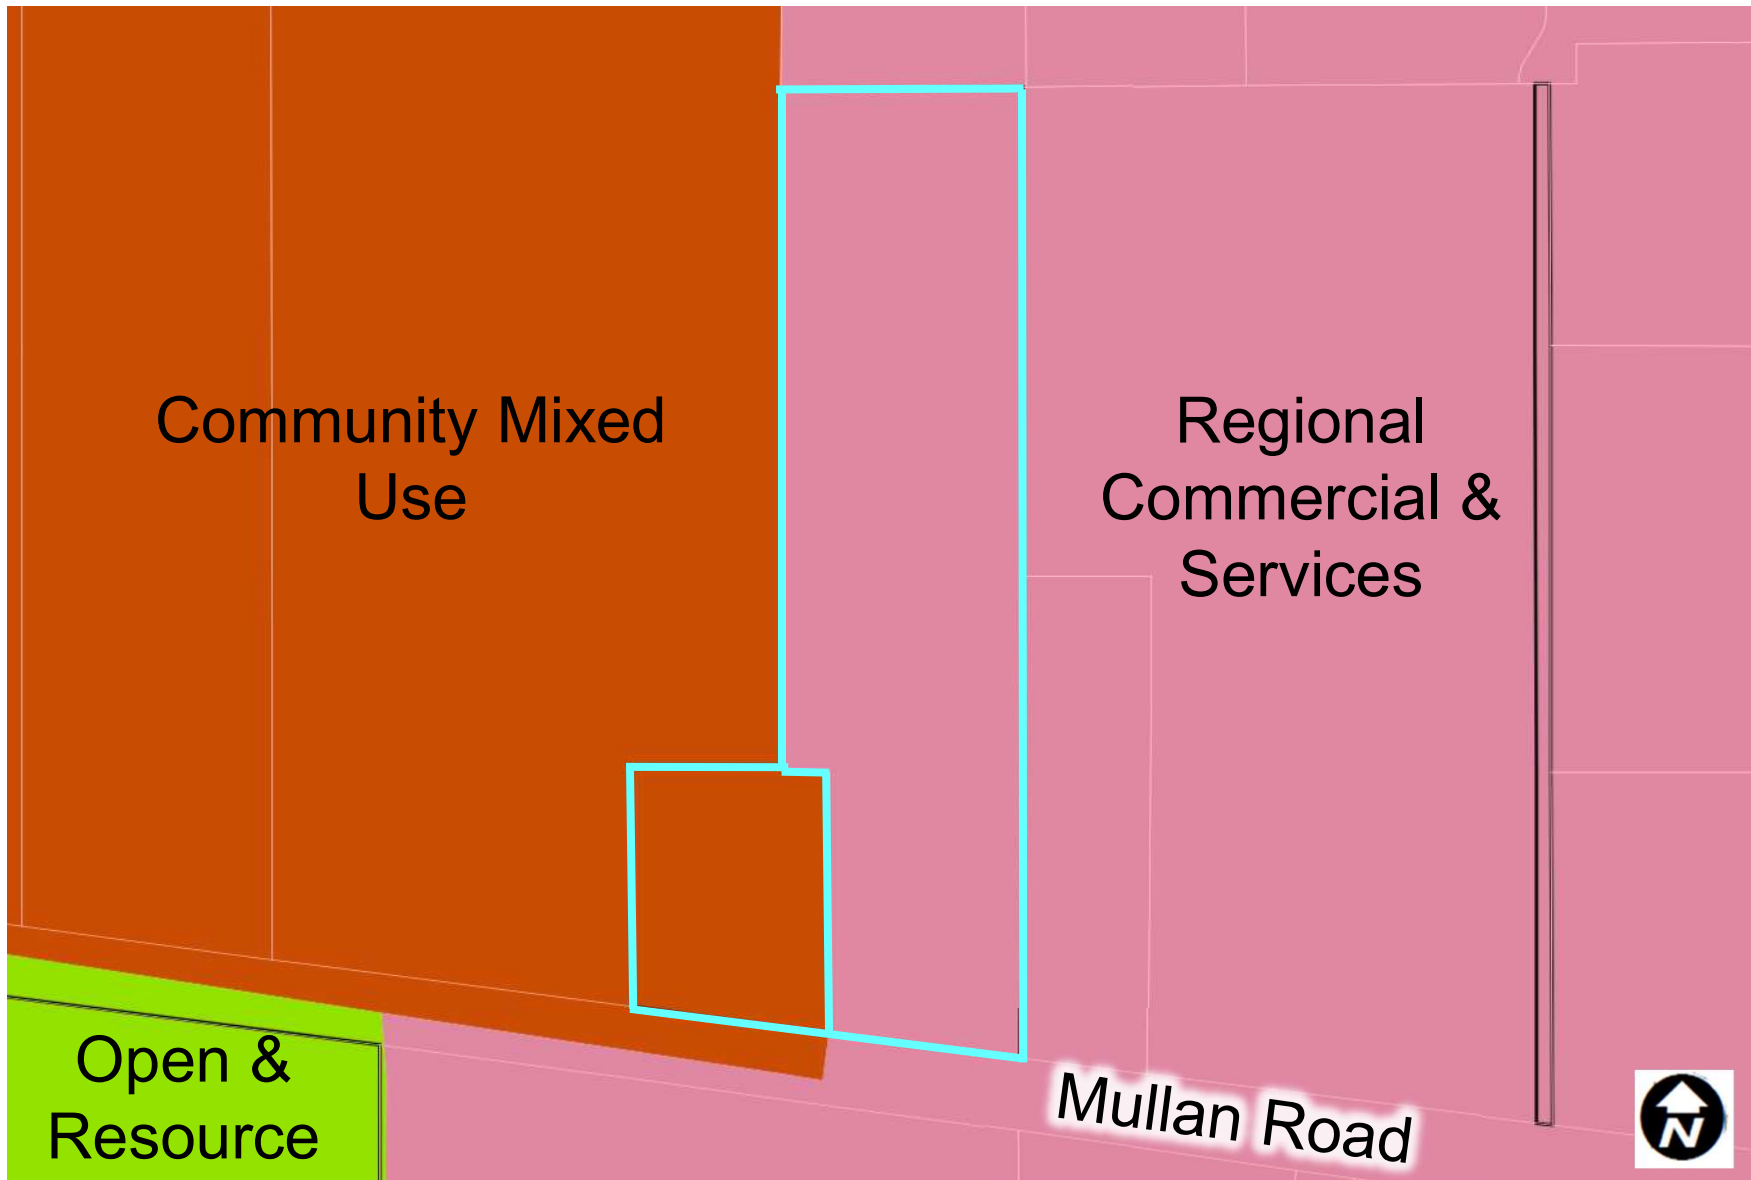 Community Mixed
Use
Regional
Commercial &
Services
Open &
Resource
Mullan Road
N